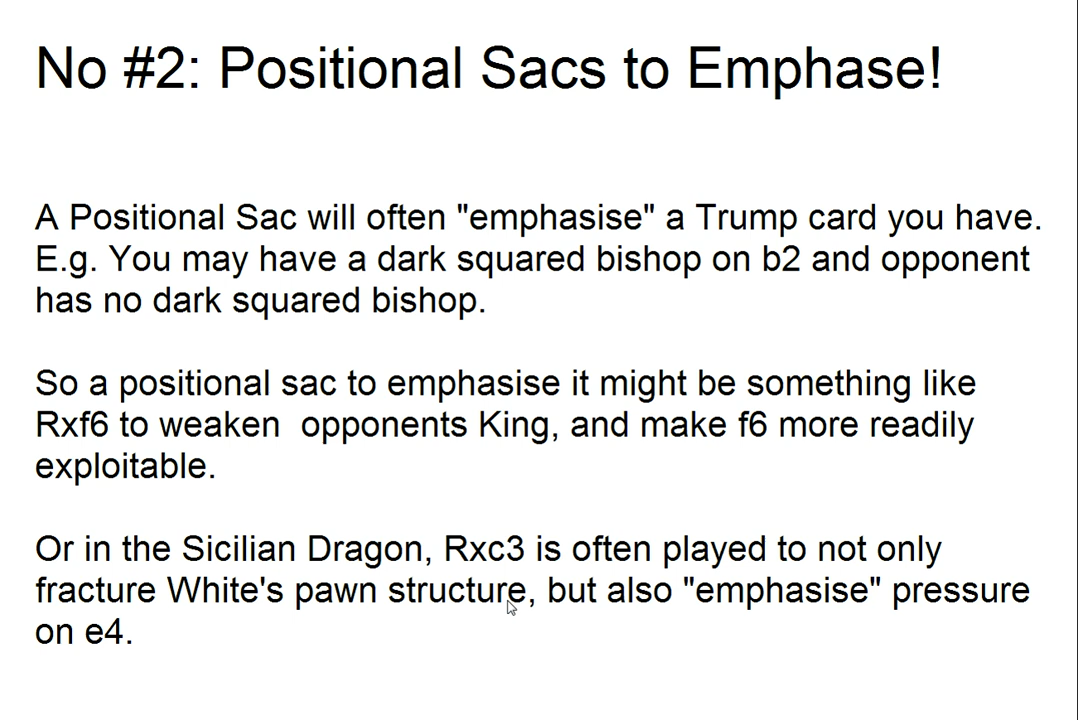 No #2: Positional Sacs to Emphase!
A Positional Sac will often "emphasise" a Trump card you have.
E.g. You may have a dark squared bishop on b2 and opponent
has no dark squared bishop.
So a positional sac to emphasise it might be something like
Rxf6 to weaken  opponents King, and make f6 more readily
exploitable.
Or in the Sicilian Dragon, Rxc3 is often played to not only
fracture White's pawn structure, but also "emphasise" pressure
on e4.